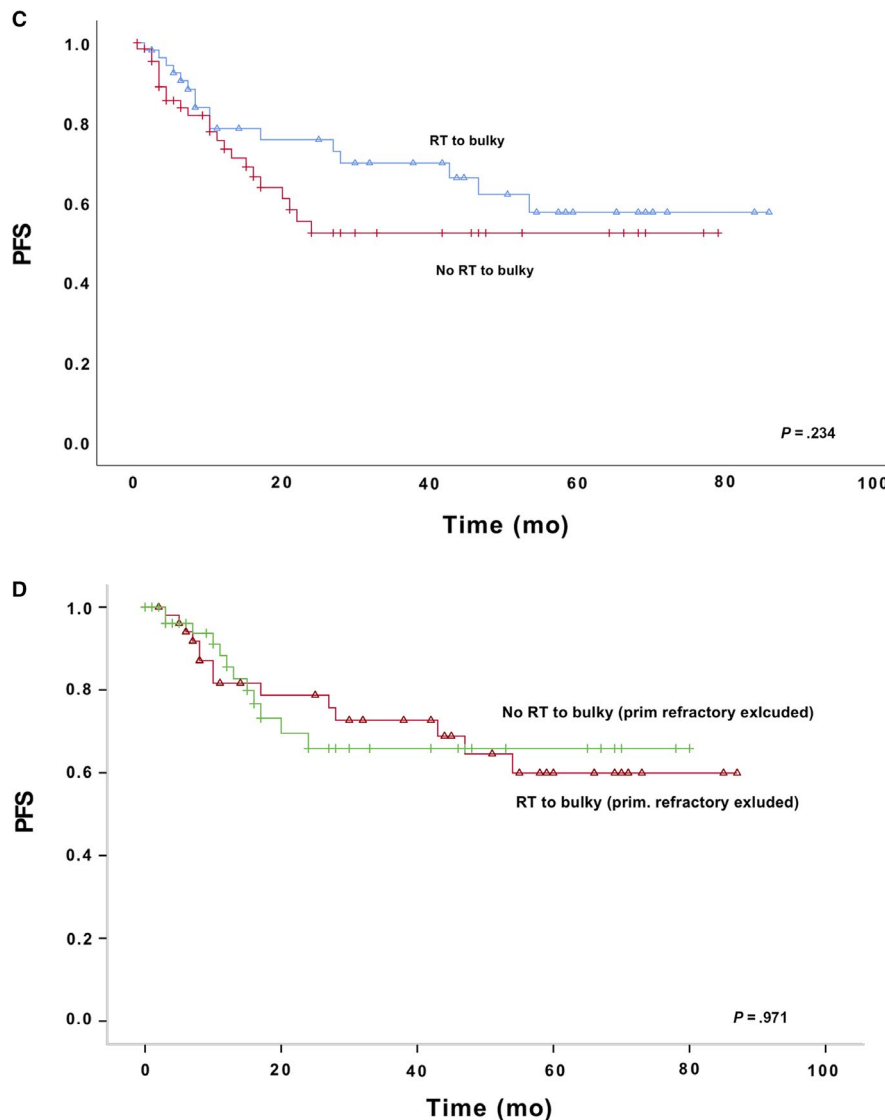 C
1.0
0.8
0.6
0.4
0.2
0.0
PFS
RT to bulky
No RT to bulky
P = .234
0 20 40 60 80 100
Time (mo)
D
1.0
0.8
0.6
0.4
0.2
0.0
PFS
No RT to bulky (prim refractory exlcuded)
RT to bulky (prim. refractory exluded)
P = .971
0 20 40 60 80 100
Time (mo)